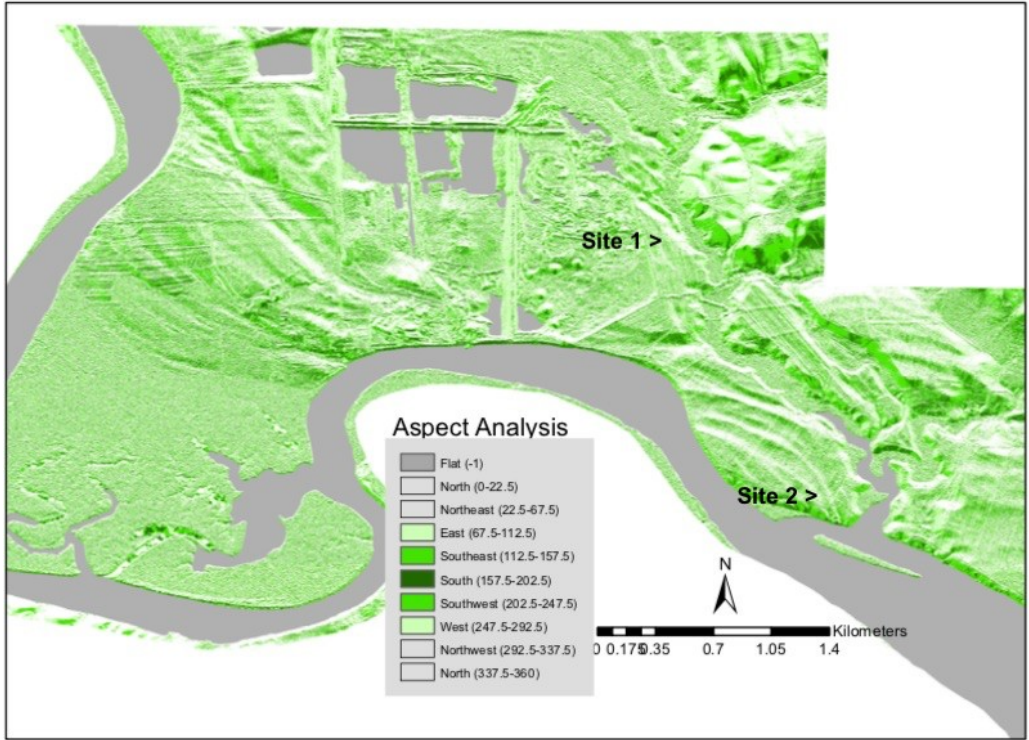 Site 1 >
Aspect Analysis
Flat (-1)
North (0-22.5)
Northeast (22.5-67.5)
East (67.5-112.5)
Southeast (112.5-157.5)
South (157.5-202.5)
Southwest (202.5-247.5)
West (247.5-292.5)
Northwest (292.5-337.5)
North (337.5-360)
Site 2 >
N
Kilometers
0 0.175 0.35 0.7 1.05 1.4